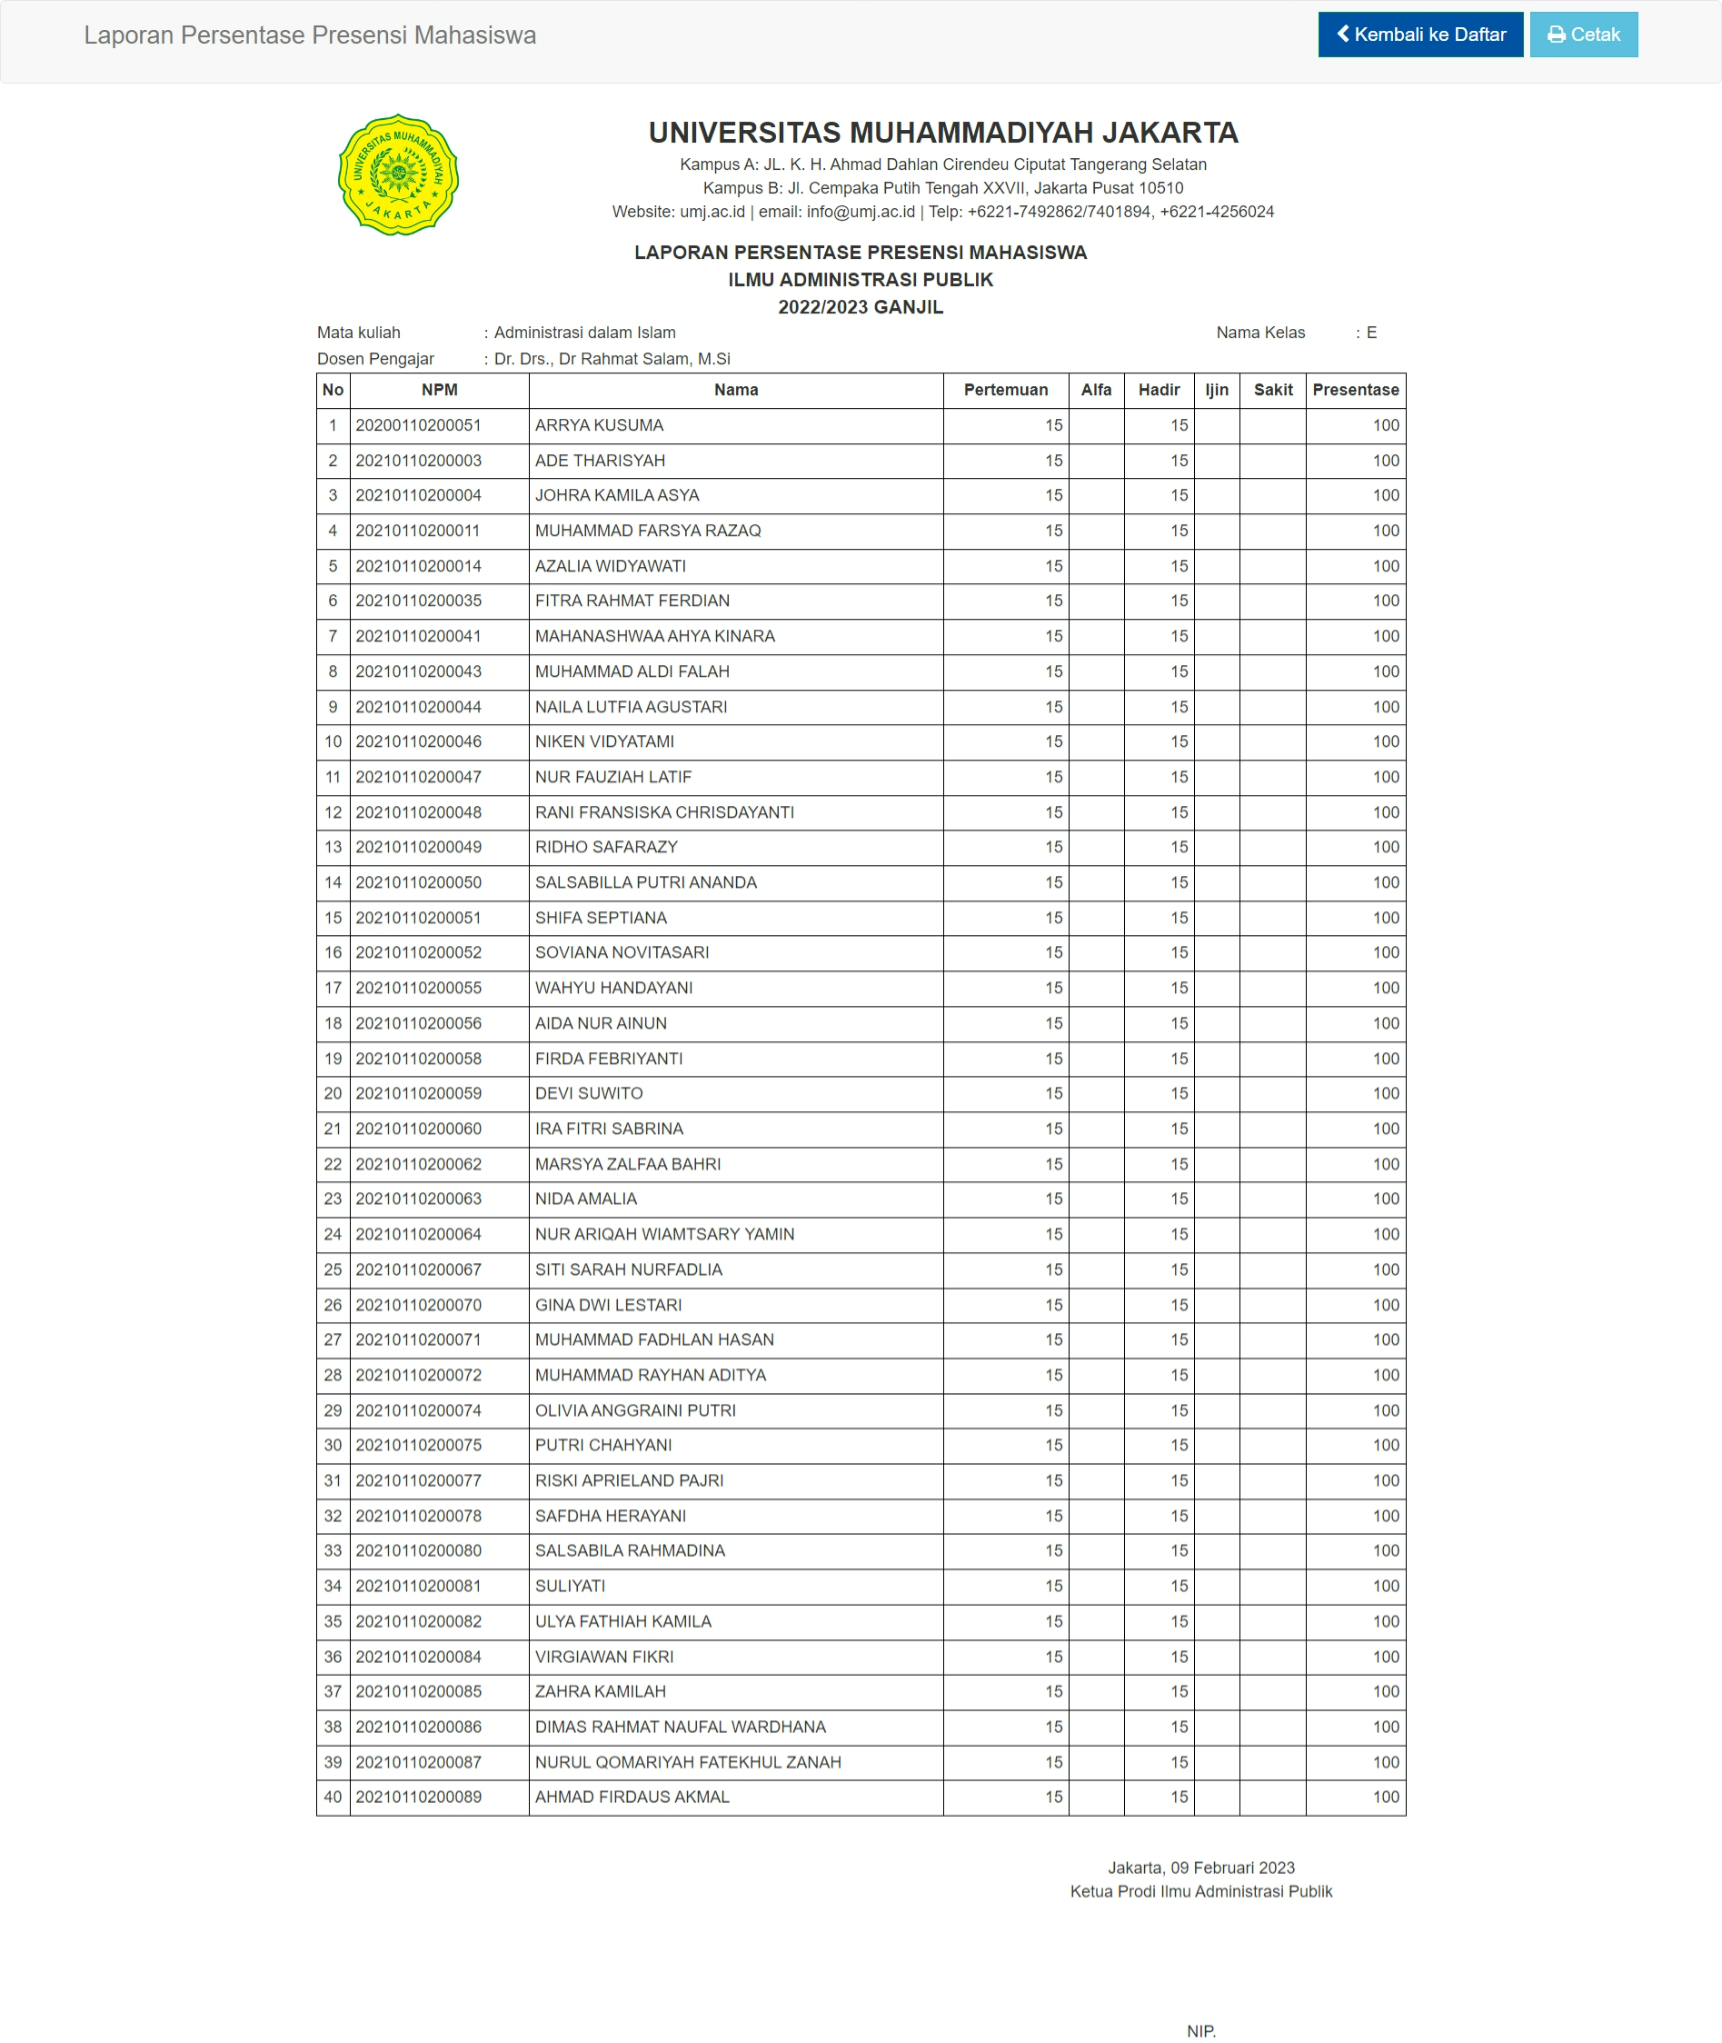 Laporan Persentase Presensi Mahasiswa
Kembali ke Daftar
Cetak
UNIVERSITAS MUHAMMADIYAH
JAKARTA
UNIVERSITAS MUHAMMADIYAH JAKARTA
Kampus A: JL. K. H. Ahmad Dahlan Cirendeu Ciputat Tangerang Selatan
Kampus B: Jl. Cempaka Putih Tengah XXVII, Jakarta Pusat 10510
Website: umj.ac.id | email: info@umj.ac.id | Telp: +6221-7492862/7401894, +6221-4256024
LAPORAN PERSENTASE PRESENSI MAHASISWA
ILMU ADMINISTRASI PUBLIK
2022/2023 GANJIL
Mata kuliah : Administrasi dalam Islam Nama Kelas : E
Dosen Pengajar : Dr. Drs., Dr Rahmat Salam, M.Si
No NPM Nama Pertemuan Alfa Hadir Ijin Sakit Presentase
1 20200110200051 ARRYA KUSUMA 15 15 100
2 20210110200003 ADE THARISYAH 15 15 100
3 20210110200004 JOHRA KAMILA ASYA 15 15 100
4 20210110200011 MUHAMMAD FARSYA RAZAQ 15 15 100
5 20210110200014 AZALIA WIDYAWATI 15 15 100
6 20210110200035 FITRA RAHMAT FERDIAN 15 15 100
7 20210110200041 MAHANASHWAA AHYA KINARA 15 15 100
8 20210110200043 MUHAMMAD ALDI FALAH 15 15 100
9 20210110200044 NAILA LUTFIA AGUSTARI 15 15 100
10 20210110200046 NIKEN VIDYATAMI 15 15 100
11 20210110200047 NUR FAUZIAH LATIF 15 15 100
12 20210110200048 RANI FRANSISKA CHRISDAYANTI 15 15 100
13 20210110200049 RIDHO SAFARAZY 15 15 100
14 20210110200050 SALSABILLA PUTRI ANANDA 15 15 100
15 20210110200051 SHIFA SEPTIANA 15 15 100
16 20210110200052 SOVIANA NOVITASARI 15 15 100
17 20210110200055 WAHYU HANDAYANI 15 15 100
18 20210110200056 AIDA NUR AINUN 15 15 100
19 20210110200058 FIRDA FEBRIYANTI 15 15 100
20 20210110200059 DEVI SUWITO 15 15 100
21 20210110200060 IRA FITRI SABRINA 15 15 100
22 20210110200062 MARSYA ZALFAA BAHRI 15 15 100
23 20210110200063 NIDA AMALIA 15 15 100
24 20210110200064 NUR ARIQAH WIAMTSARY YAMIN 15 15 100
25 20210110200067 SITI SARAH NURFADLIA 15 15 100
26 20210110200070 GINA DWI LESTARI 15 15 100
27 20210110200071 MUHAMMAD FADHLAN HASAN 15 15 100
28 20210110200072 MUHAMMAD RAYHAN ADITYA 15 15 100
29 20210110200074 OLIVIA ANGGRAINI PUTRI 15 15 100
30 20210110200075 PUTRI CHAHYANI 15 15 100
31 20210110200077 RISKI APRIELAND PAJRI 15 15 100
32 20210110200078 SAFDHA HERAYANI 15 15 100
33 20210110200080 SALSABILA RAHMADINA 15 15 100
34 20210110200081 SULIYATI 15 15 100
35 20210110200082 ULYA FATHIAH KAMILA 15 15 100
36 20210110200084 VIRGIAWAN FIKRI 15 15 100
37 20210110200085 ZAHRA KAMILAH 15 15 100
38 20210110200086 DIMAS RAHMAT NAUFAL WARDHANA 15 15 100
39 20210110200087 NURUL QOMARIYAH FATEKHUL ZANAH 15 15 100
40 20210110200089 AHMAD FIRDAUS AKMAL 15 15 100
Jakarta, 09 Februari 2023
Ketua Prodi Ilmu Administrasi Publik
NIP.